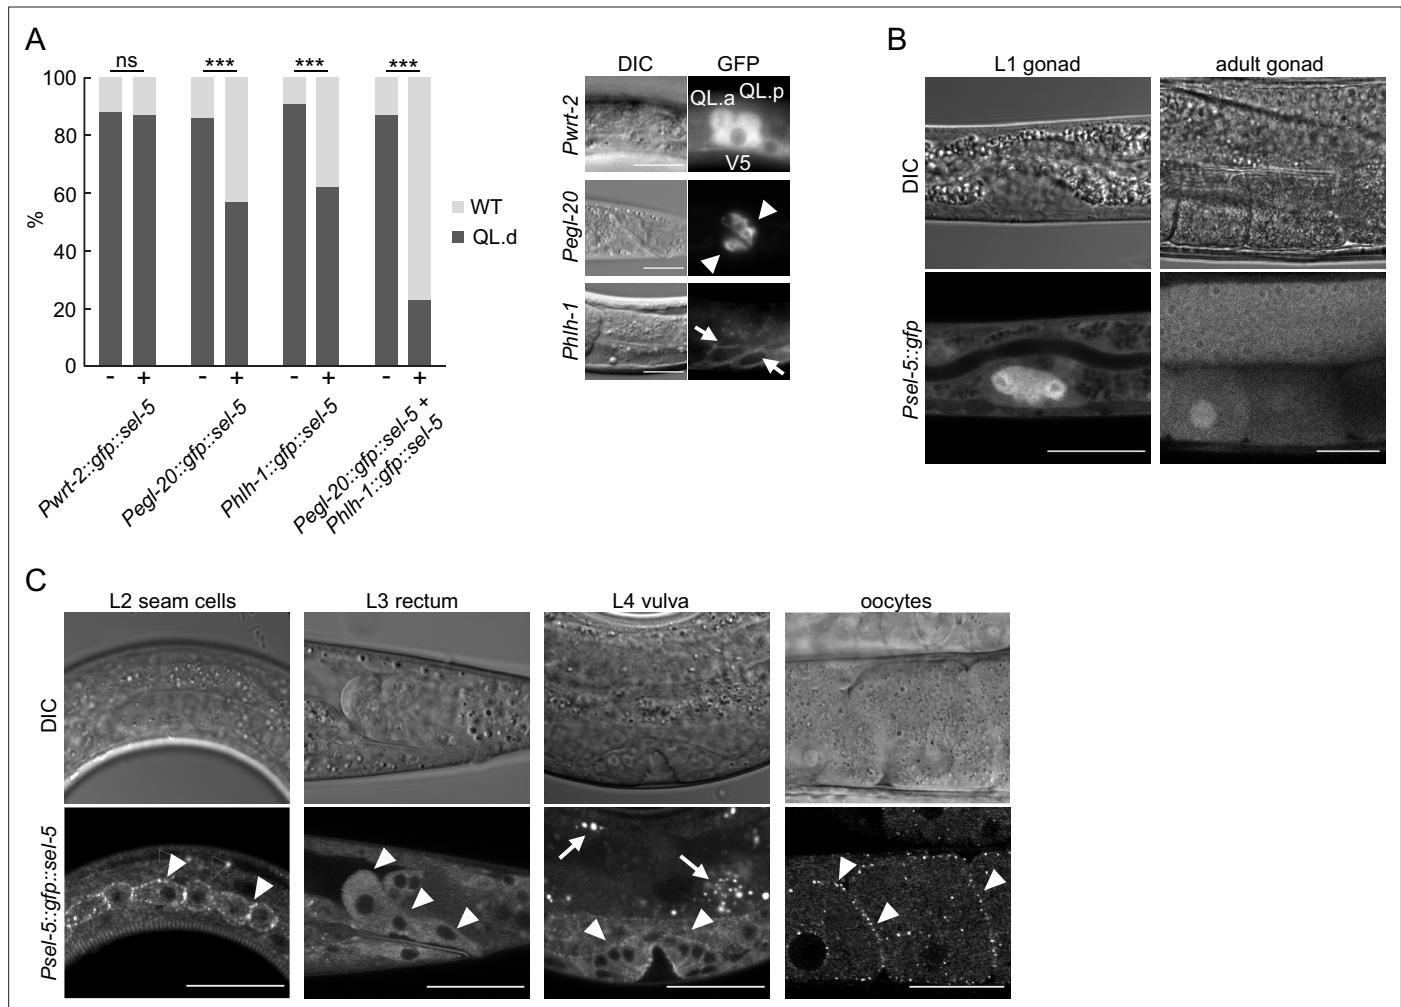 A
ns
***
***
***
100
80
60
40
20
0
%
WT
QL.d
- + - + - + - +
Pwrt-2::gfp::sel-5
Pegl-20::gfp::sel-5
Phlh-1::gfp::sel-5
Pegl-20::gfp::sel-5 +
Phlh-1::gfp::sel-5
DIC GFP
Pwrt-2
QL.a QL.p
V5
Pegl-20
Phlh-1
B
L1 gonad adult gonad
DIC
Psel-5::gfp
C
L2 seam cells L3 rectum L4 vulva oocytes
DIC
Psel-5::gfp::sel-5